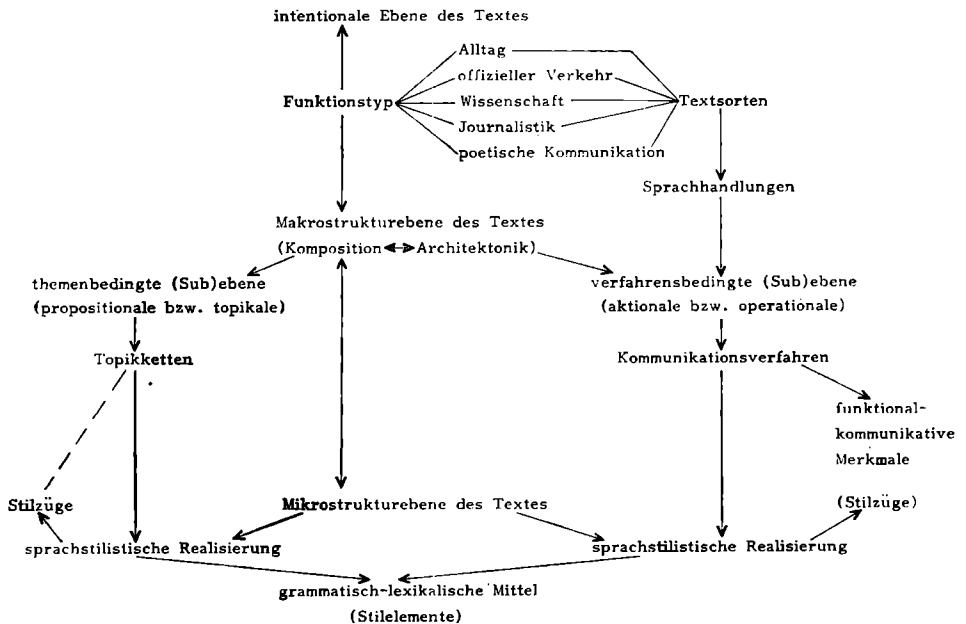 intentionale Ebene des Textes
Alltag
offizieller Verkehr
Funktionstyp Wissenschaft Textsorten
Journalistik
poetische Kommunikation
Sprachhandlungen
Makrostrukturebene des Textes
(Komposition Architektonik)
themenbedingte (Sub)ebene verfahrensbedingte (Sub)ebene
(propositionale bzw. topikale) (aktionale bzw. operationale)
Topikketten Kommunikationsverfahren
funktional-
kommunikative
Merkmale
Stilzüge Mikrostrukturebene des Textes (Stilzüge)
sprachstilistische Realisierung sprachstilistische Realisierung
grammatisch-lexikalische Mittel
(Stilelemente)